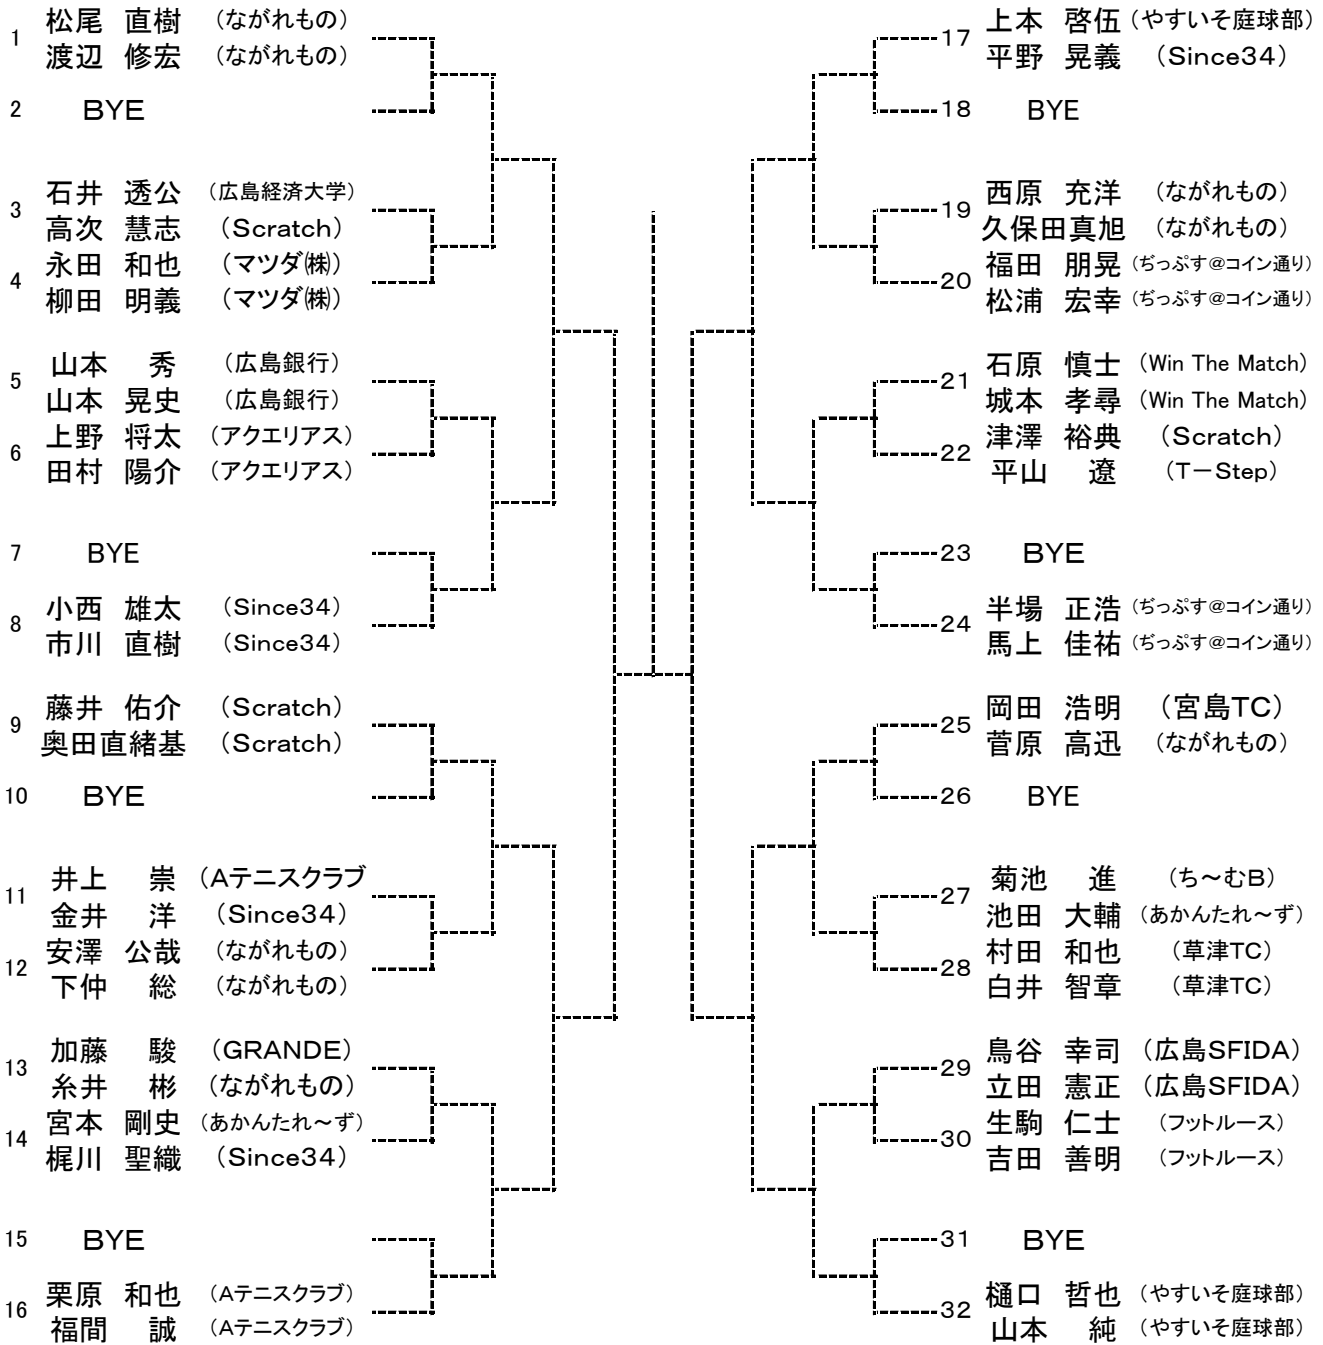 1 松尾 直樹 (ながれもの)
渡辺 修宏 (ながれもの)
2 BYE
3 石井 透公 (広島経済大学)
高次 慧志 (Scratch)
4 永田 和也 (マツダ㈱)
柳田 明義 (マツダ㈱)
5 山本 秀 (広島銀行)
山本 晃史 (広島銀行)
6 上野 将太 (アクエリアス)
田村 陽介 (アクエリアス)
7 BYE
8 小西 雄太 (Since34)
市川 直樹 (Since34)
9 藤井 佑介 (Scratch)
奥田直緒基 (Scratch)
10 BYE
11 井上 崇 (Aテニスクラブ
金井 洋 (Since34)
12 安澤 公哉 (ながれもの)
下仲 総 (ながれもの)
13 加藤 駿 (GRANDE)
糸井 彬 (ながれもの)
14 宮本 剛史 (あかんたれ～ず)
梶川 聖織 (Since34)
15 BYE
16 栗原 和也 (Aテニスクラブ)
福間 誠 (Aテニスクラブ)
17 上本 啓伍 (やすいそ庭球部)
平野 晃義 (Since34)
18 BYE
19 西原 充洋 (ながれもの)
久保田真旭 (ながれもの)
20 福田 朋晃 (ぢっぷす＠コイン通り)
松浦 宏幸 (ぢっぷす＠コイン通り)
21 石原 慎士 (Win The Match)
城本 孝尋 (Win The Match)
22 津澤 裕典 (Scratch)
平山 遼 (T－Step)
23 BYE
24 半場 正浩 (ぢっぷす＠コイン通り)
馬上 佳祐 (ぢっぷす＠コイン通り)
25 岡田 浩明 (宮島TC)
菅原 高迅 (ながれもの)
26 BYE
27 菊池 進 (ち～むB)
池田 大輔 (あかんたれ～ず)
28 村田 和也 (草津TC)
白井 智章 (草津TC)
29 鳥谷 幸司 (広島SFIDA)
立田 憲正 (広島SFIDA)
30 生駒 仁士 (フットルース)
吉田 善明 (フットルース)
31 BYE
32 樋口 哲也 (やすいそ庭球部)
山本 純 (やすいそ庭球部)